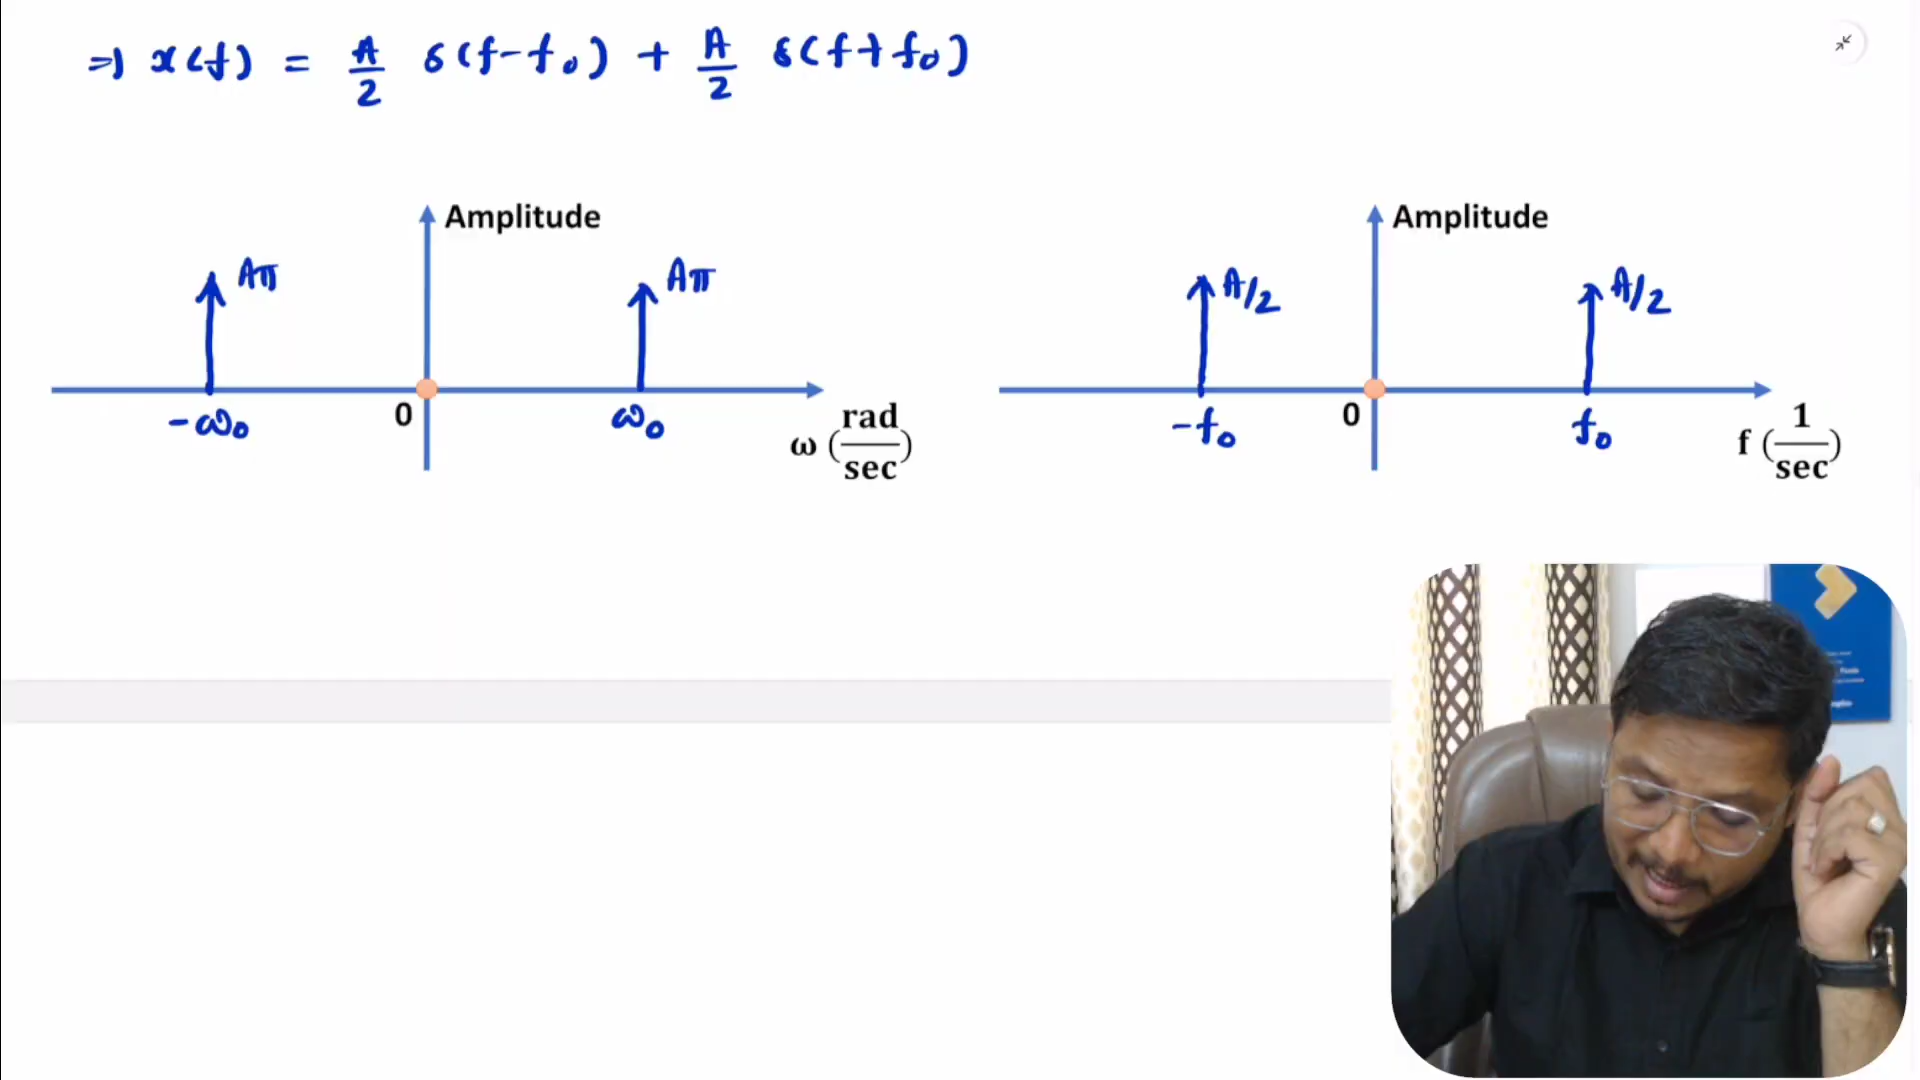 ⇒ x(f) = A/2 δ(f-f₀) + A/2 δ(f+f₀)
Amplitude
Aπ
Aπ
-ω₀
0
ω₀
ω (rad/sec)
Amplitude
A/2
A/2
-f₀
0
f₀
f (1/sec)